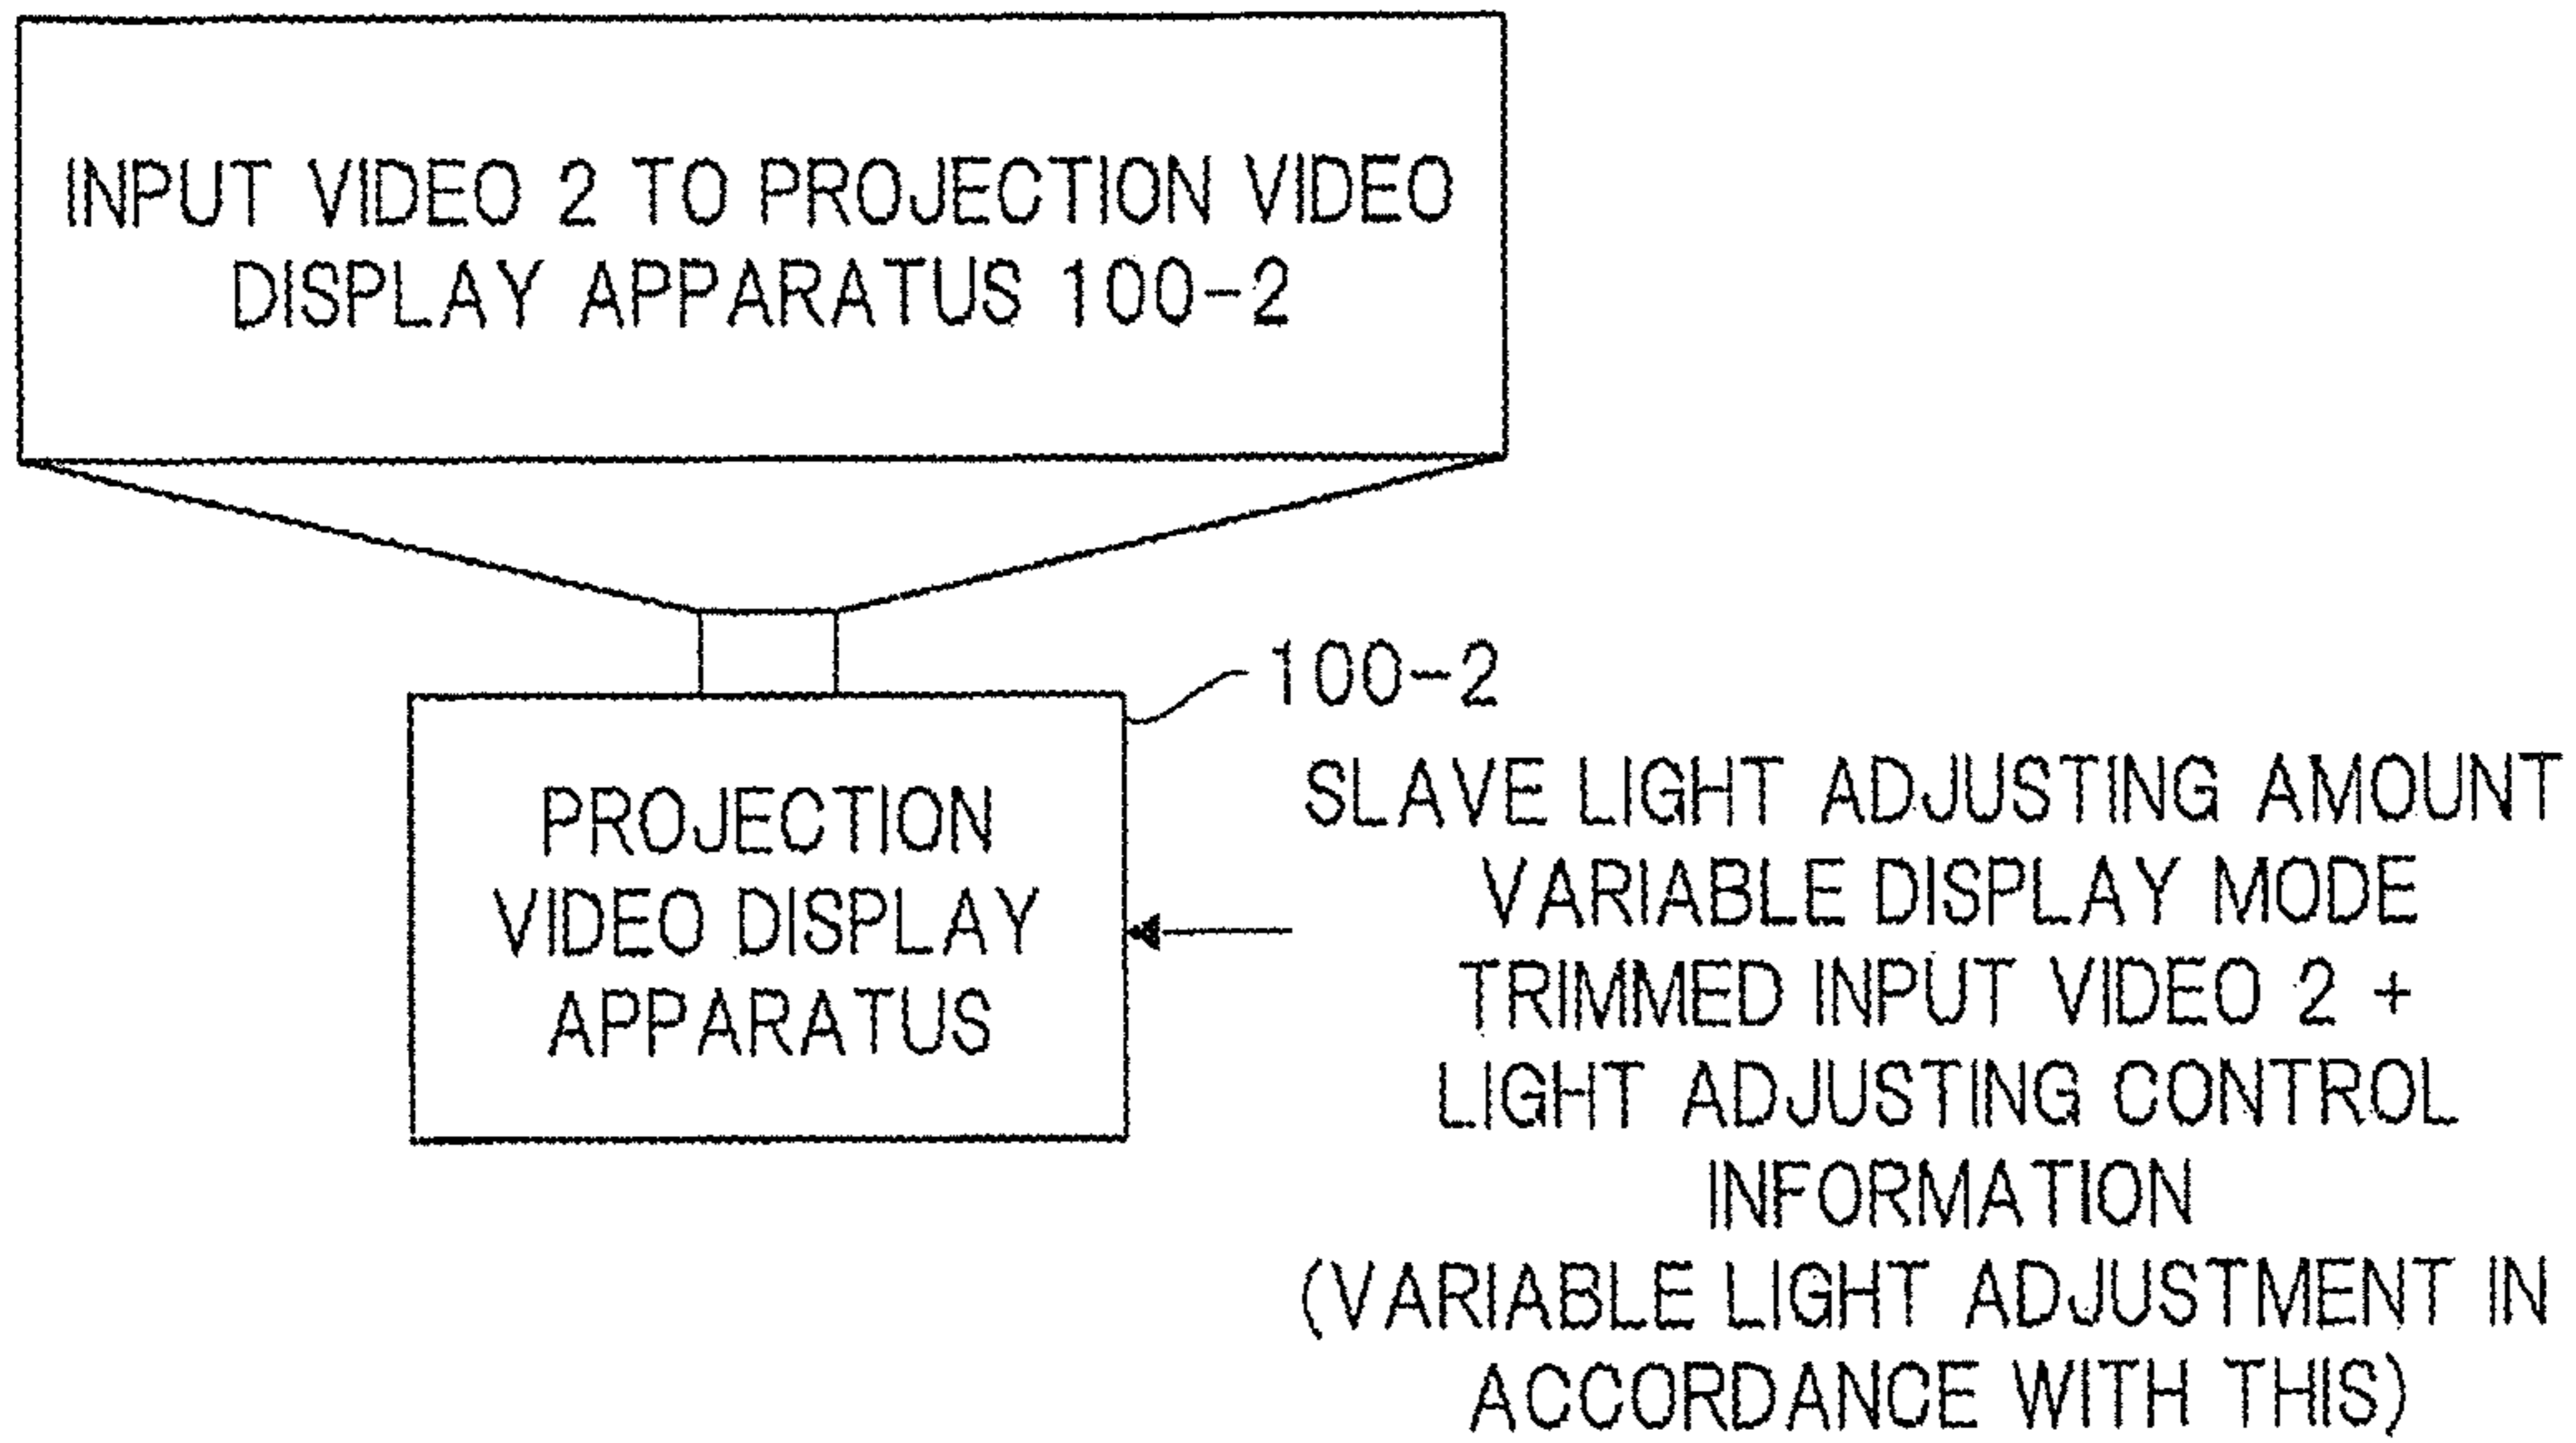 INPUT VIDEO 2 TO PROJECTION VIDEO
DISPLAY APPARATUS 100-2
100-2
PROJECTION
VIDEO DISPLAY
APPARATUS
SLAVE LIGHT ADJUSTING AMOUNT
VARIABLE DISPLAY MODE
TRIMMED INPUT VIDEO 2 +
LIGHT ADJUSTING CONTROL
INFORMATION
(VARIABLE LIGHT ADJUSTMENT IN
ACCORDANCE WITH THIS)